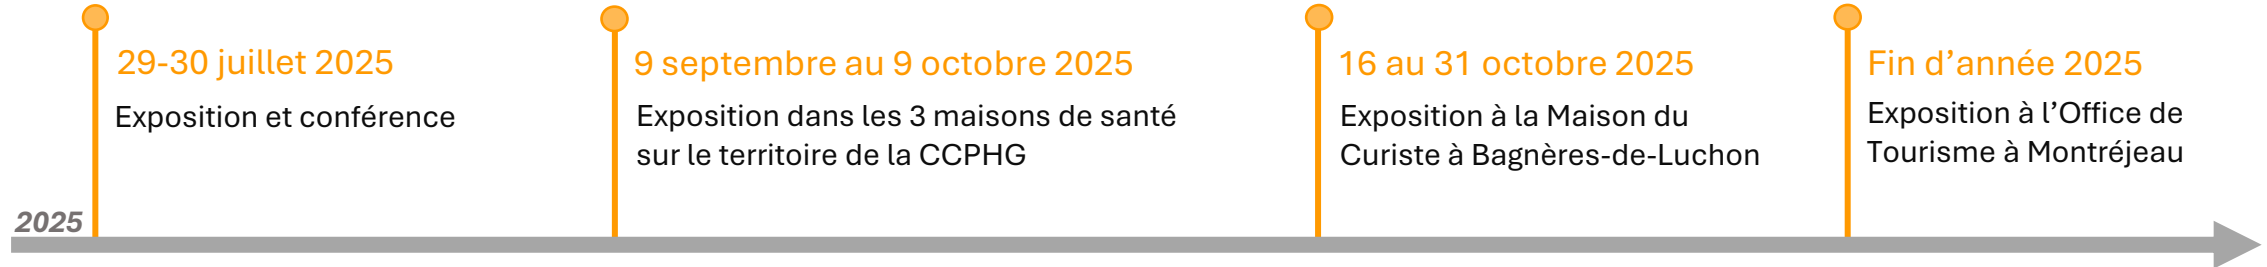 29-30 juillet 2025
Exposition et conférence
9 septembre au 9 octobre 2025
Exposition dans les 3 maisons de santé
sur le territoire de la CCPHG
16 au 31 octobre 2025
Exposition à la Maison du
Curiste à Bagnères-de-Luchon
Fin d’année 2025
Exposition à l’Office de
Tourisme à Montréjeau
2025